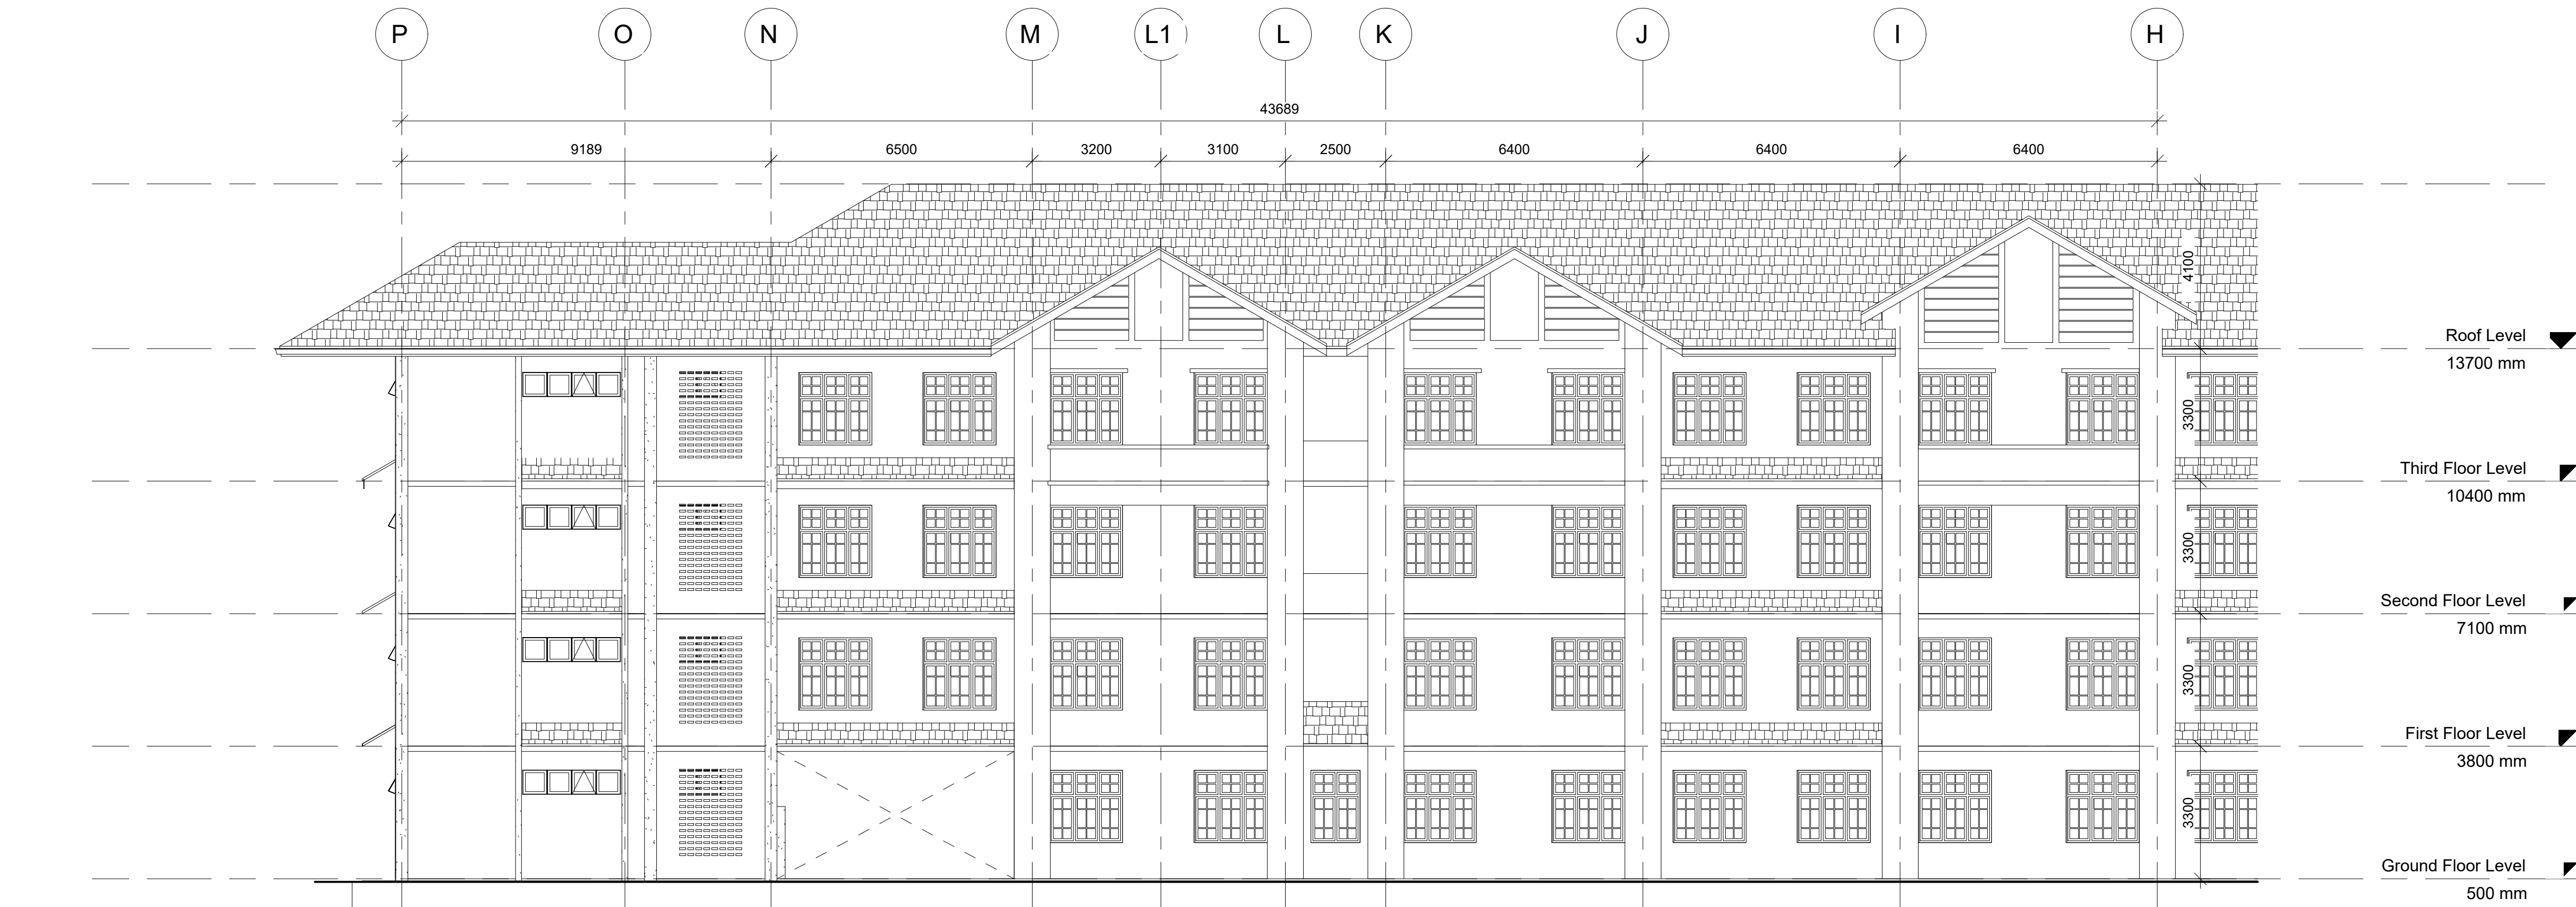 P O N M L1 L K J I H
43689
9189 6500 3200 3100 2500 6400 6400 6400
4100
Roof Level
13700 mm
3300
Third Floor Level
10400 mm
3300
Second Floor Level
7100 mm
3300
First Floor Level
3800 mm
3300
Ground Floor Level
500 mm